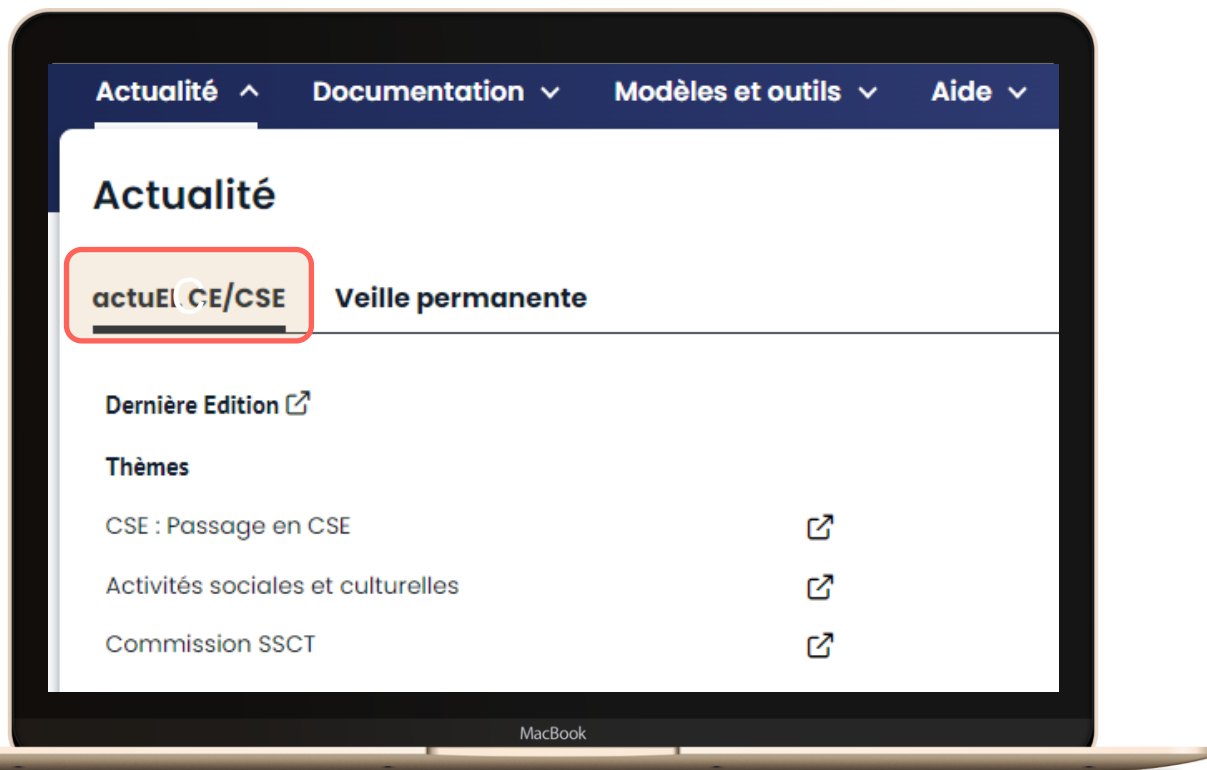 Actualité Documentation Modèles et outils Aide
Actualité
actuEL CE/CSE Veille permanente
Dernière Edition
Thèmes
CSE : Passage en CSE
Activités sociales et culturelles
Commission SSCT
MacBook